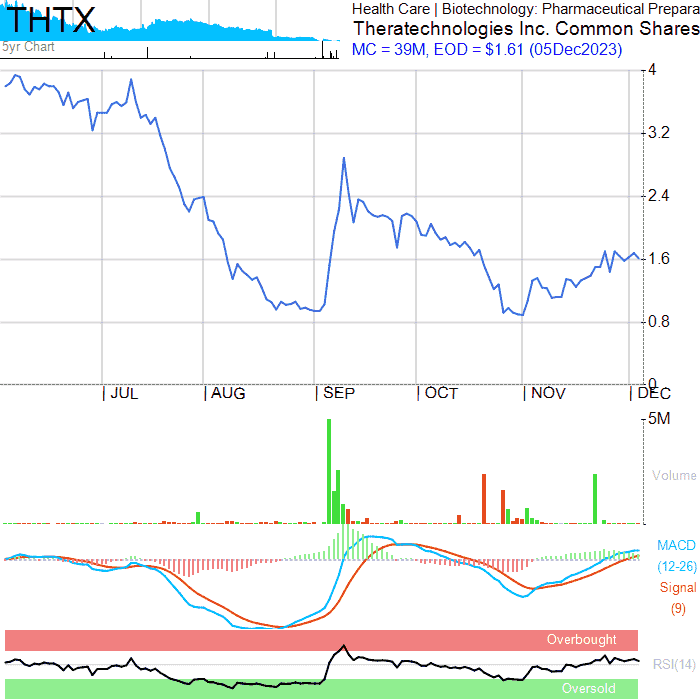 THTX
5yr Chart
Health Care | Biotechnology: Pharmaceutical Prepara
Theratechnologies Inc. Common Shares
MC = 39M, EOD = $1.61 (05Dec2023)
4
3.2
2.4
1.6
0.8
0
JUL
AUG
SEP
OCT
NOV
DEC
5M
Volume
MACD
(12-26)
Signal
(9)
Overbought
RSI(14)
Oversold